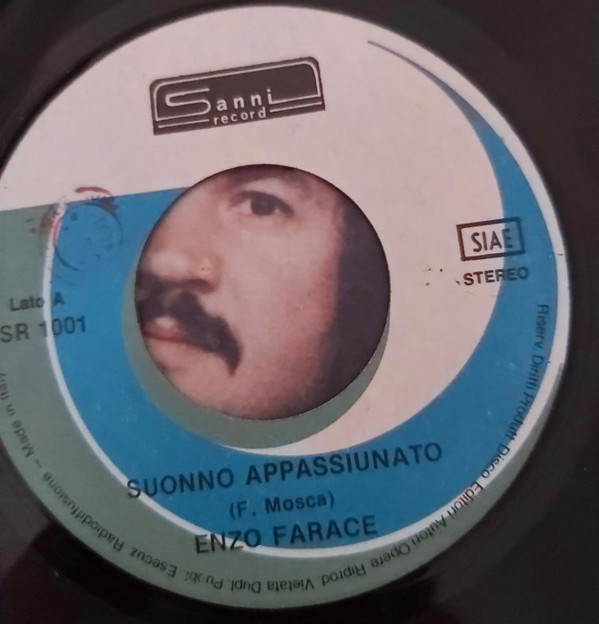 Sanni
record
SIAE
STEREO
Lato A
SR 1001
SUONNO APPASSIUNATO
(F. Mosca)
ENZO FARACE
Riserv. Diritti Produtt. Disco Editori Autori Opere Riprod. Vietata Dupl. Pubbl. Esecuz Radiodiffusione – Made in Italy